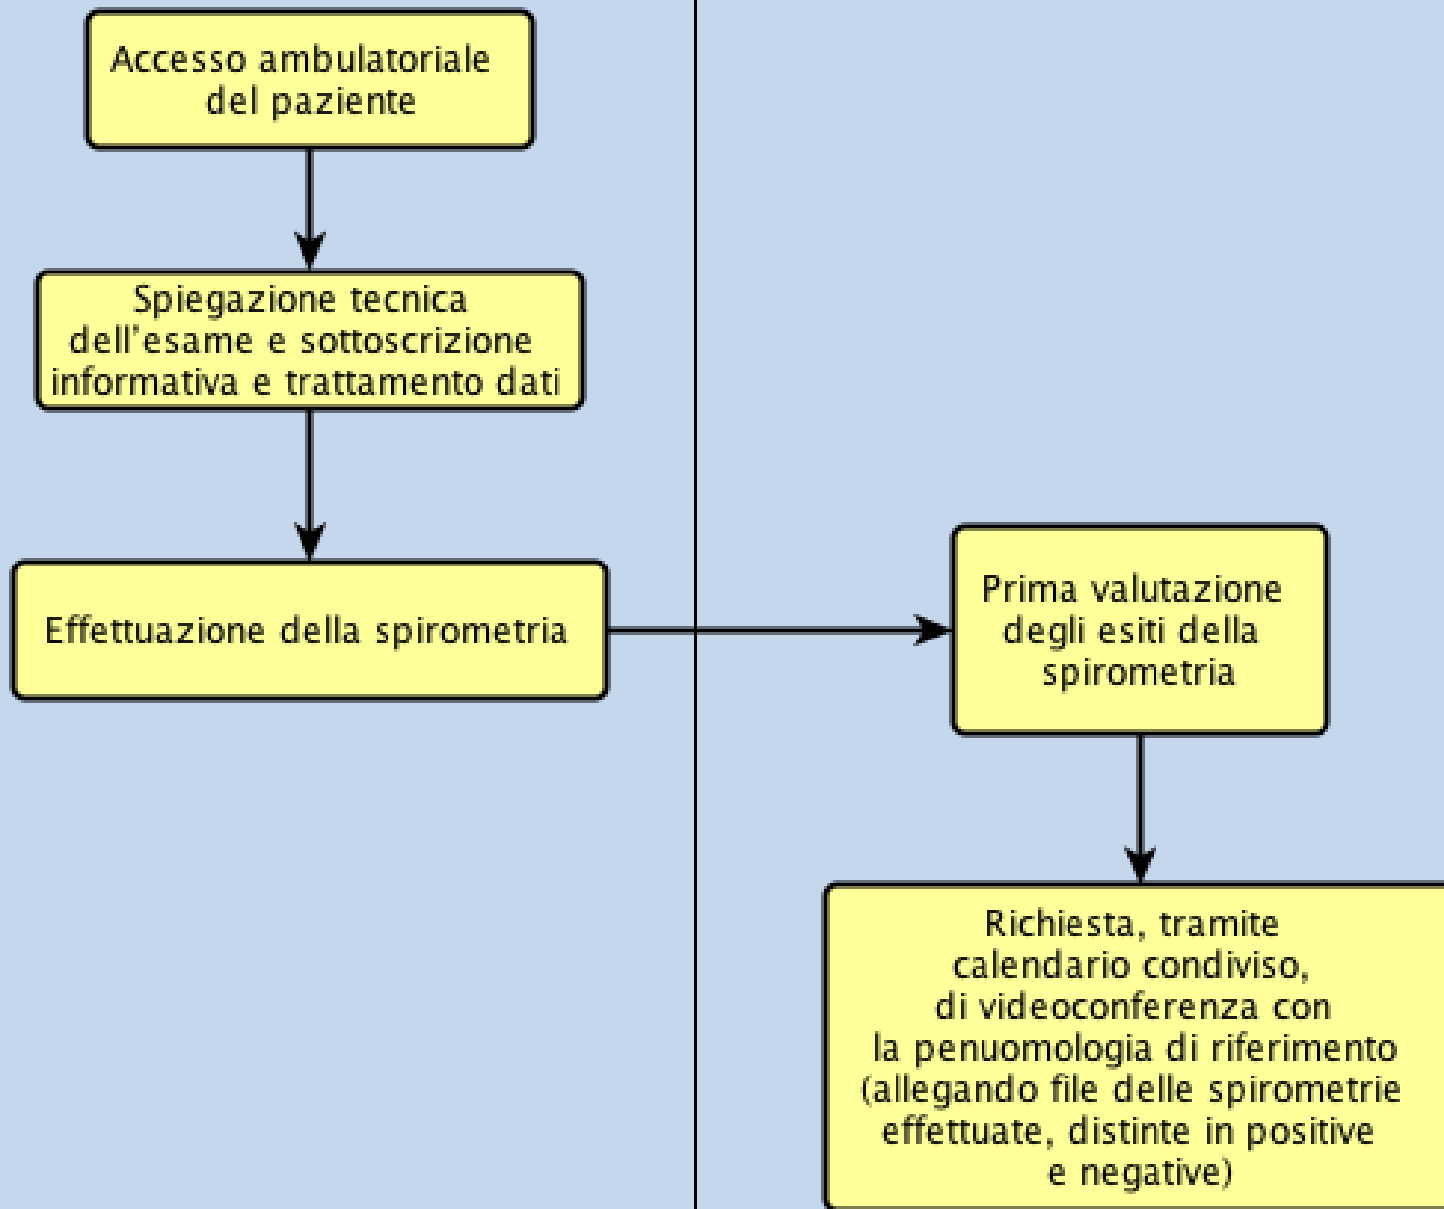 Accesso ambulatoriale
del paziente
Spiegazione tecnica
dell'esame e sottoscrizione
informativa e trattamento dati
Effettuazione della spirometria
Prima valutazione
degli esiti della
spirometria
Richiesta, tramite
calendario condiviso,
di videoconferenza con
la penuomologia di riferimento
(allegando file delle spirometrie
effettuate, distinte in positive
e negative)